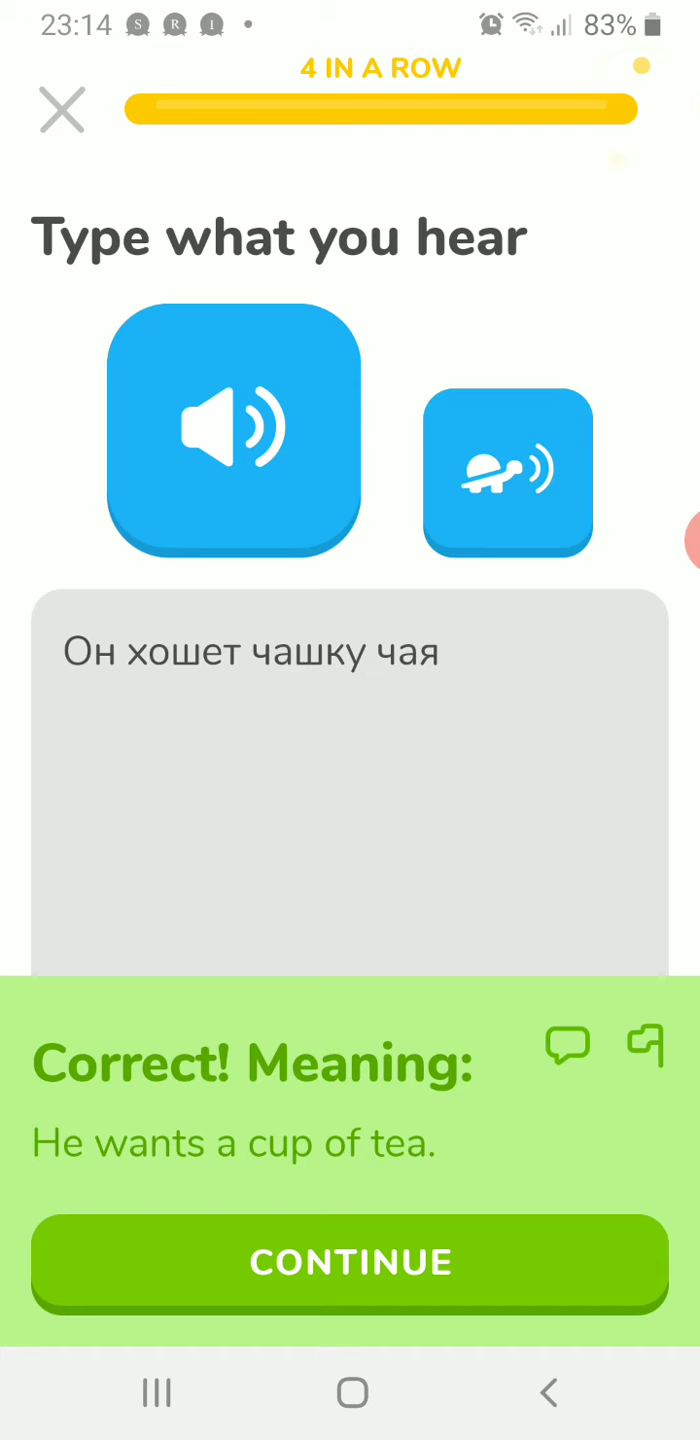 23:14 S R I 83%
4 IN A ROW
Type what you hear
Он хошет чашку чая
Correct! Meaning:
He wants a cup of tea.
CONTINUE